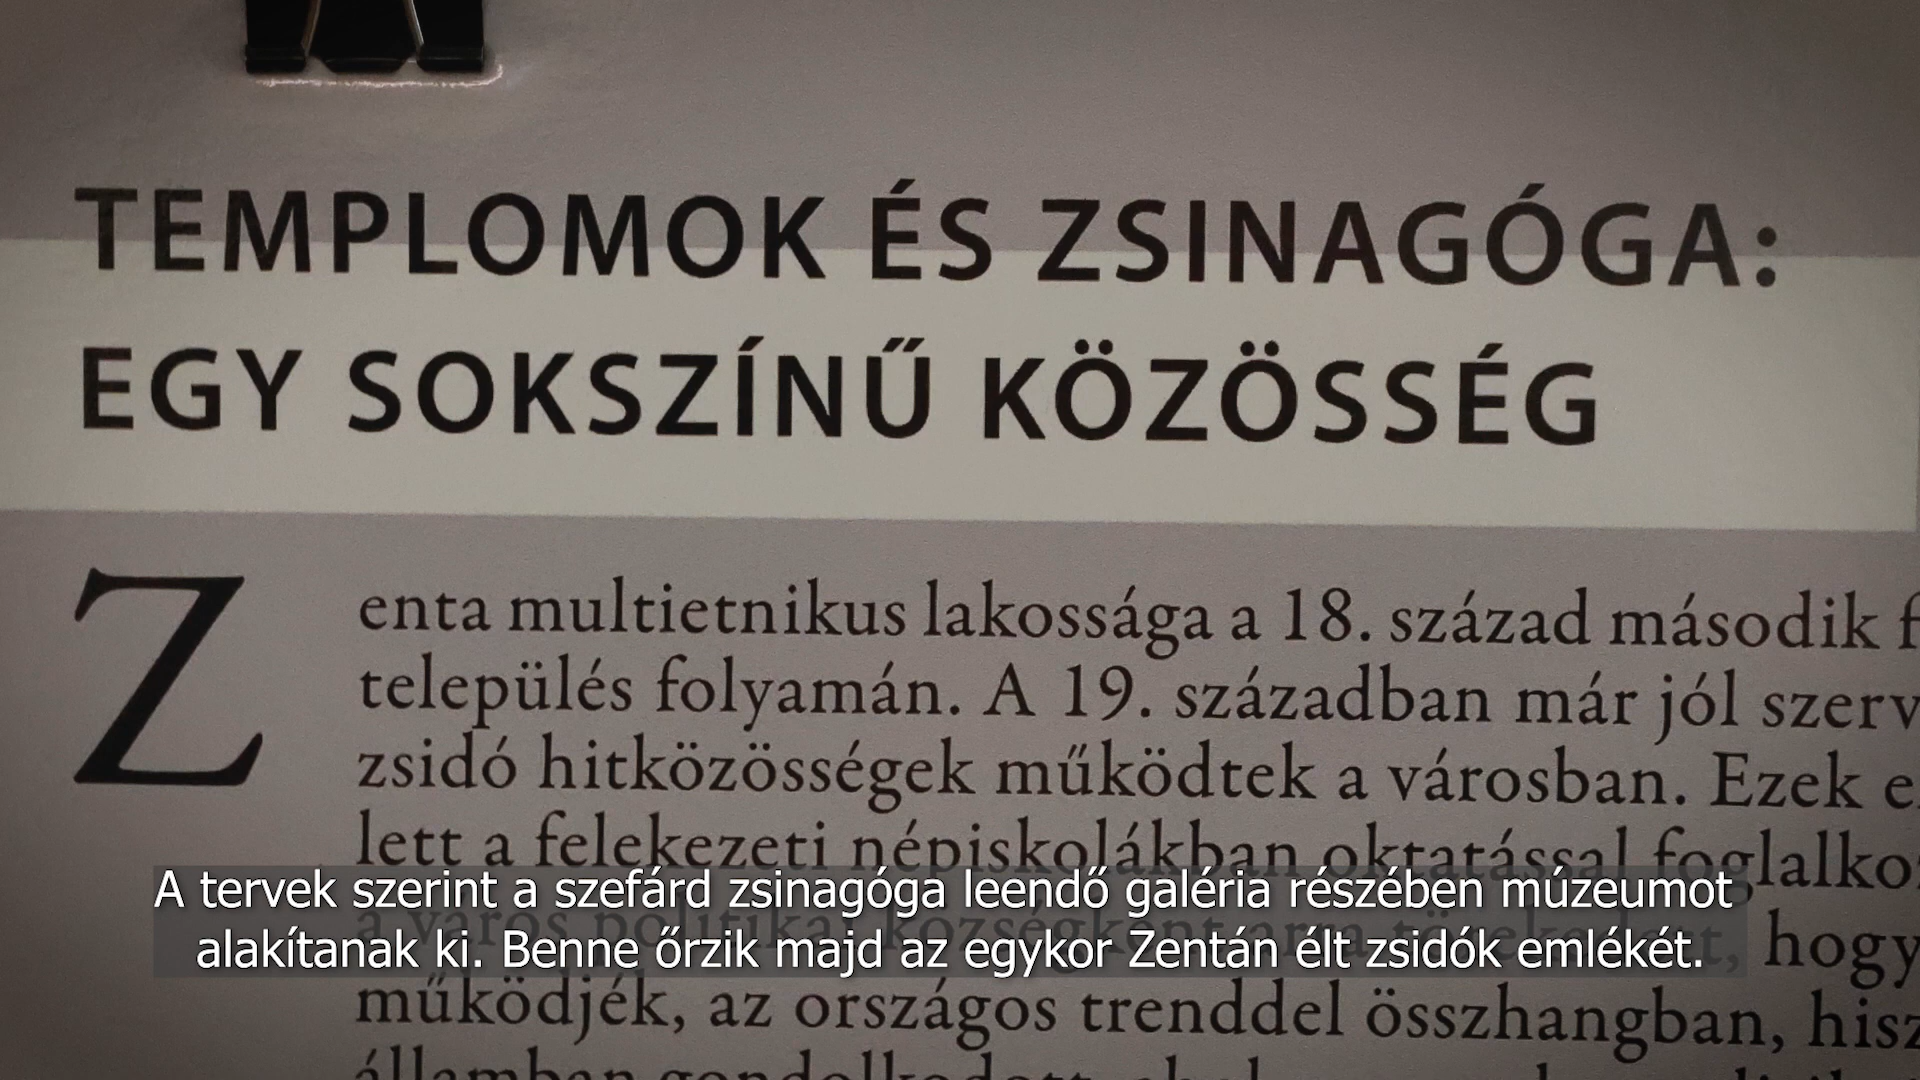 TEMPLOMOK ÉS ZSINAGÓGA:
EGY SOKSZÍNŰ KÖZÖSSÉG
Zenta multietnikus lakossága a 18. század második
település folyamán. A 19. században már jól
zsidó hitközösségek működtek a városban. Ezek
lett a felekezeti népiskolákban oktatással
hogy
működjék, az országos trenddel összhangban,
A tervek szerint a szefárd zsinagóga leendő galéria részében múzeumot
alakítanak ki. Benne őrzik majd az egykor Zentán élt zsidók emlékét.